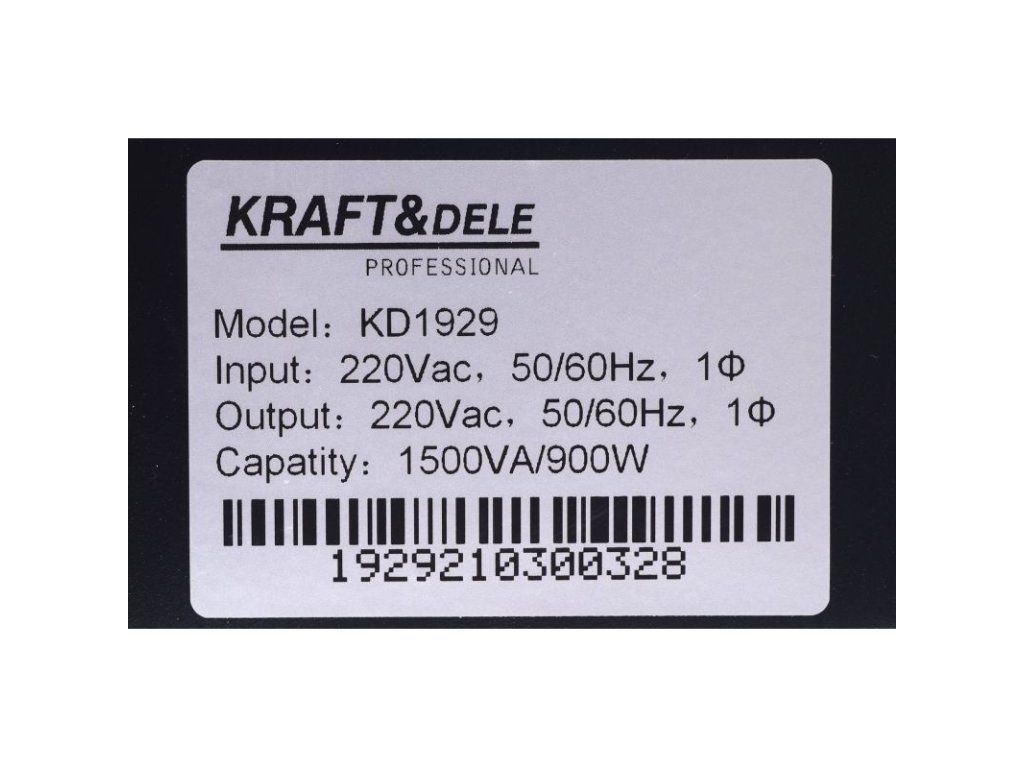 KRAFT&DELE
PROFESSIONAL
Model： KD1929
Input： 220Vac， 50/60Hz， 1Φ
Output： 220Vac， 50/60Hz， 1Φ
Capatity： 1500VA/900W
1929210300328